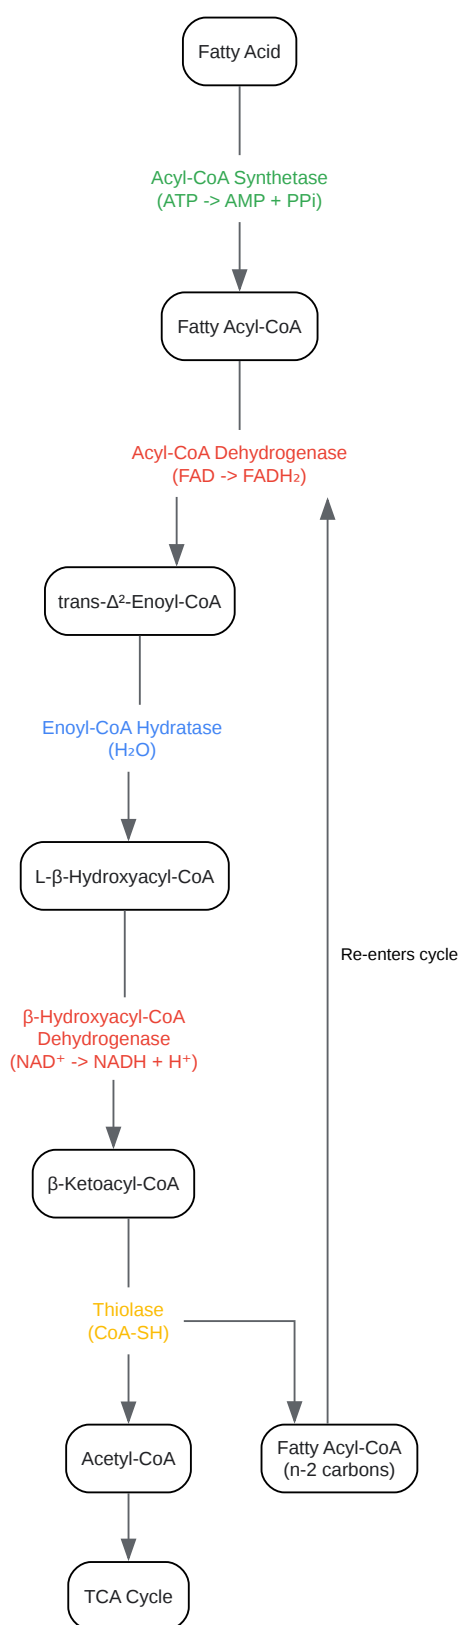 Fatty Acid
Acyl-CoA Synthetase
(ATP -> AMP + PPi)
Fatty Acyl-CoA
Acyl-CoA Dehydrogenase
(FAD -> FADH₂)
trans-Δ²-Enoyl-CoA
Enoyl-CoA Hydratase
(H₂O)
L-β-Hydroxyacyl-CoA
Re-enters cycle
β-Hydroxyacyl-CoA
Dehydrogenase
(NAD⁺ -> NADH + H⁺)
β-Ketoacyl-CoA
Thiolase
(CoA-SH)
Acetyl-CoA
Fatty Acyl-CoA
(n-2 carbons)
TCA Cycle